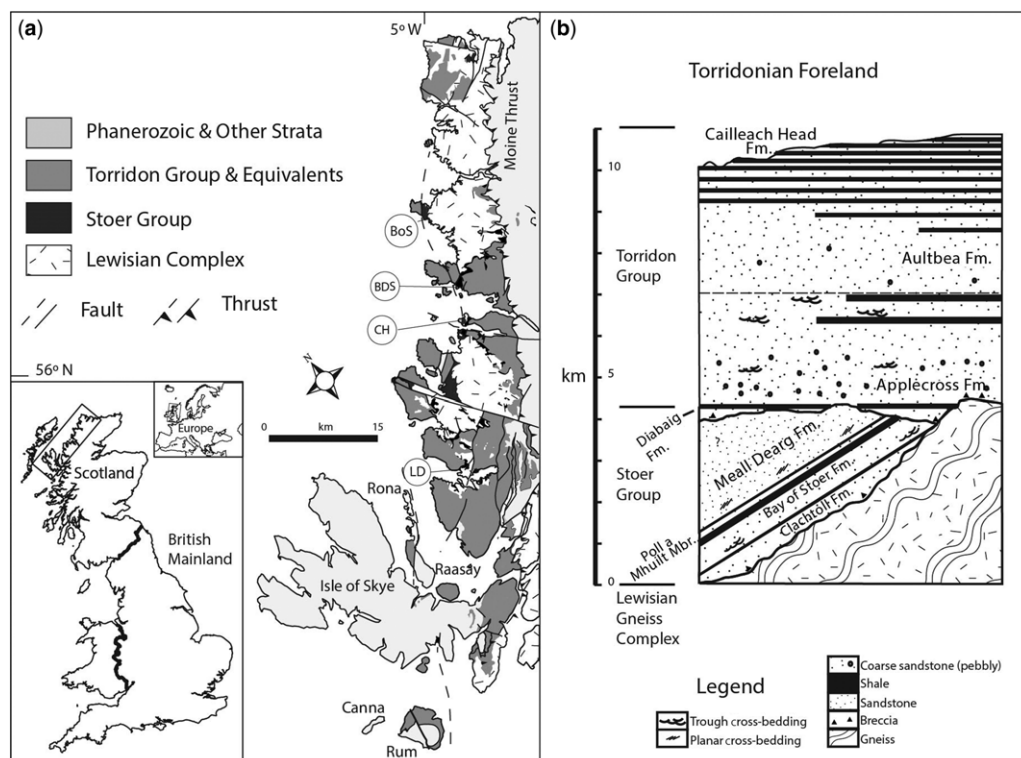 (a)
5° W
Phanerozoic & Other Strata
Torridon Group & Equivalents
Stoer Group
Lewisian Complex
Fault
Thrust
Moine Thrust
BoS
BDS
CH
LD
N
0 km 15
56° N
Europe
Scotland
British
Mainland
Rona
Raasay
Isle of Skye
Canna
Rum
(b)
Torridonian Foreland
Cailleach Head
Fm.
10
Torridon
Group
Aultbea Fm.
km
5
Applecross Fm.
Diabaig
Fm.
Meall Dearg Fm.
Stoer
Group
Bay of Stoer Fm.
Clachtoll Fm.
Poll a
Mhuilt Mbr.
0
Lewisian
Gneiss
Complex
Legend
Trough cross-bedding
Planar cross-bedding
Coarse sandstone (pebbly)
Shale
Sandstone
Breccia
Gneiss